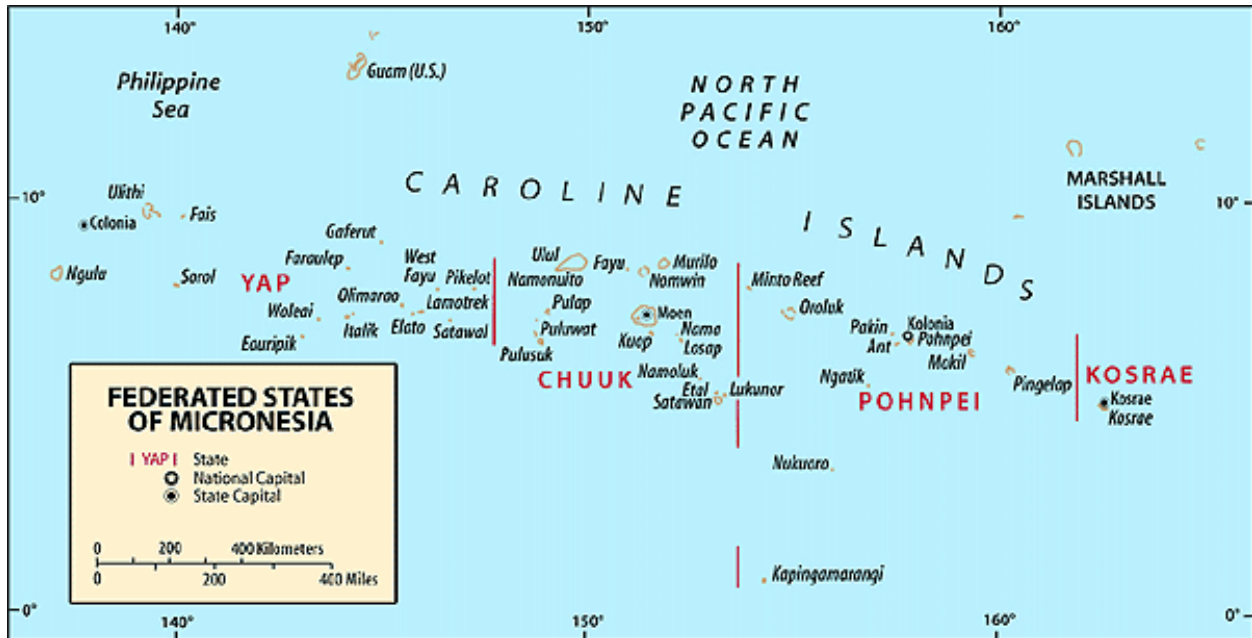 140°
150°
160°
Guam (U.S.)
Philippine
Sea
NORTH
PACIFIC
OCEAN
CAROLINE
ISLANDS
MARSHALL
ISLANDS
10°
10°
Ulithi
Colonia
Fais
Ngulu
Sorol
YAP
Gaferut
Faraulep
West
Fayu
Pikelot
Olimarao
Lamotrek
Woleai
Ifalik
Elato
Satawal
Eauripik
Ulul
Fayu
Murilo
Nomwin
Namonuito
Pulap
Moen
Puluwat
Kuop
Nama
Losap
Pulusuk
CHUUK
Namoluk
Etal
Lukunor
Satawan
Minto Reef
Oroluk
Pakin
Kolonia
Pohnpei
Ant
Mokil
Ngatik
Pingelap
POHNPEI
KOSRAE
Kosrae
Kosrae
Nukuoro
Kapingamarangi
FEDERATED STATES
OF MICRONESIA
YAP State
National Capital
State Capital
0 200 400 Kilometers
0 200 400 Miles
0°
0°
140°
150°
160°